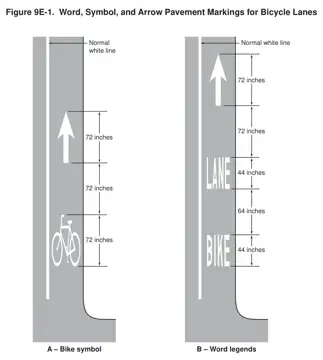 Figure 9E-1. Word, Symbol, and Arrow Pavement Markings for Bicycle Lanes
Normal
white line
72 inches
72 inches
72 inches
A – Bike symbol
Normal white line
72 inches
72 inches
LANE
44 inches
64 inches
BIKE
44 inches
B – Word legends